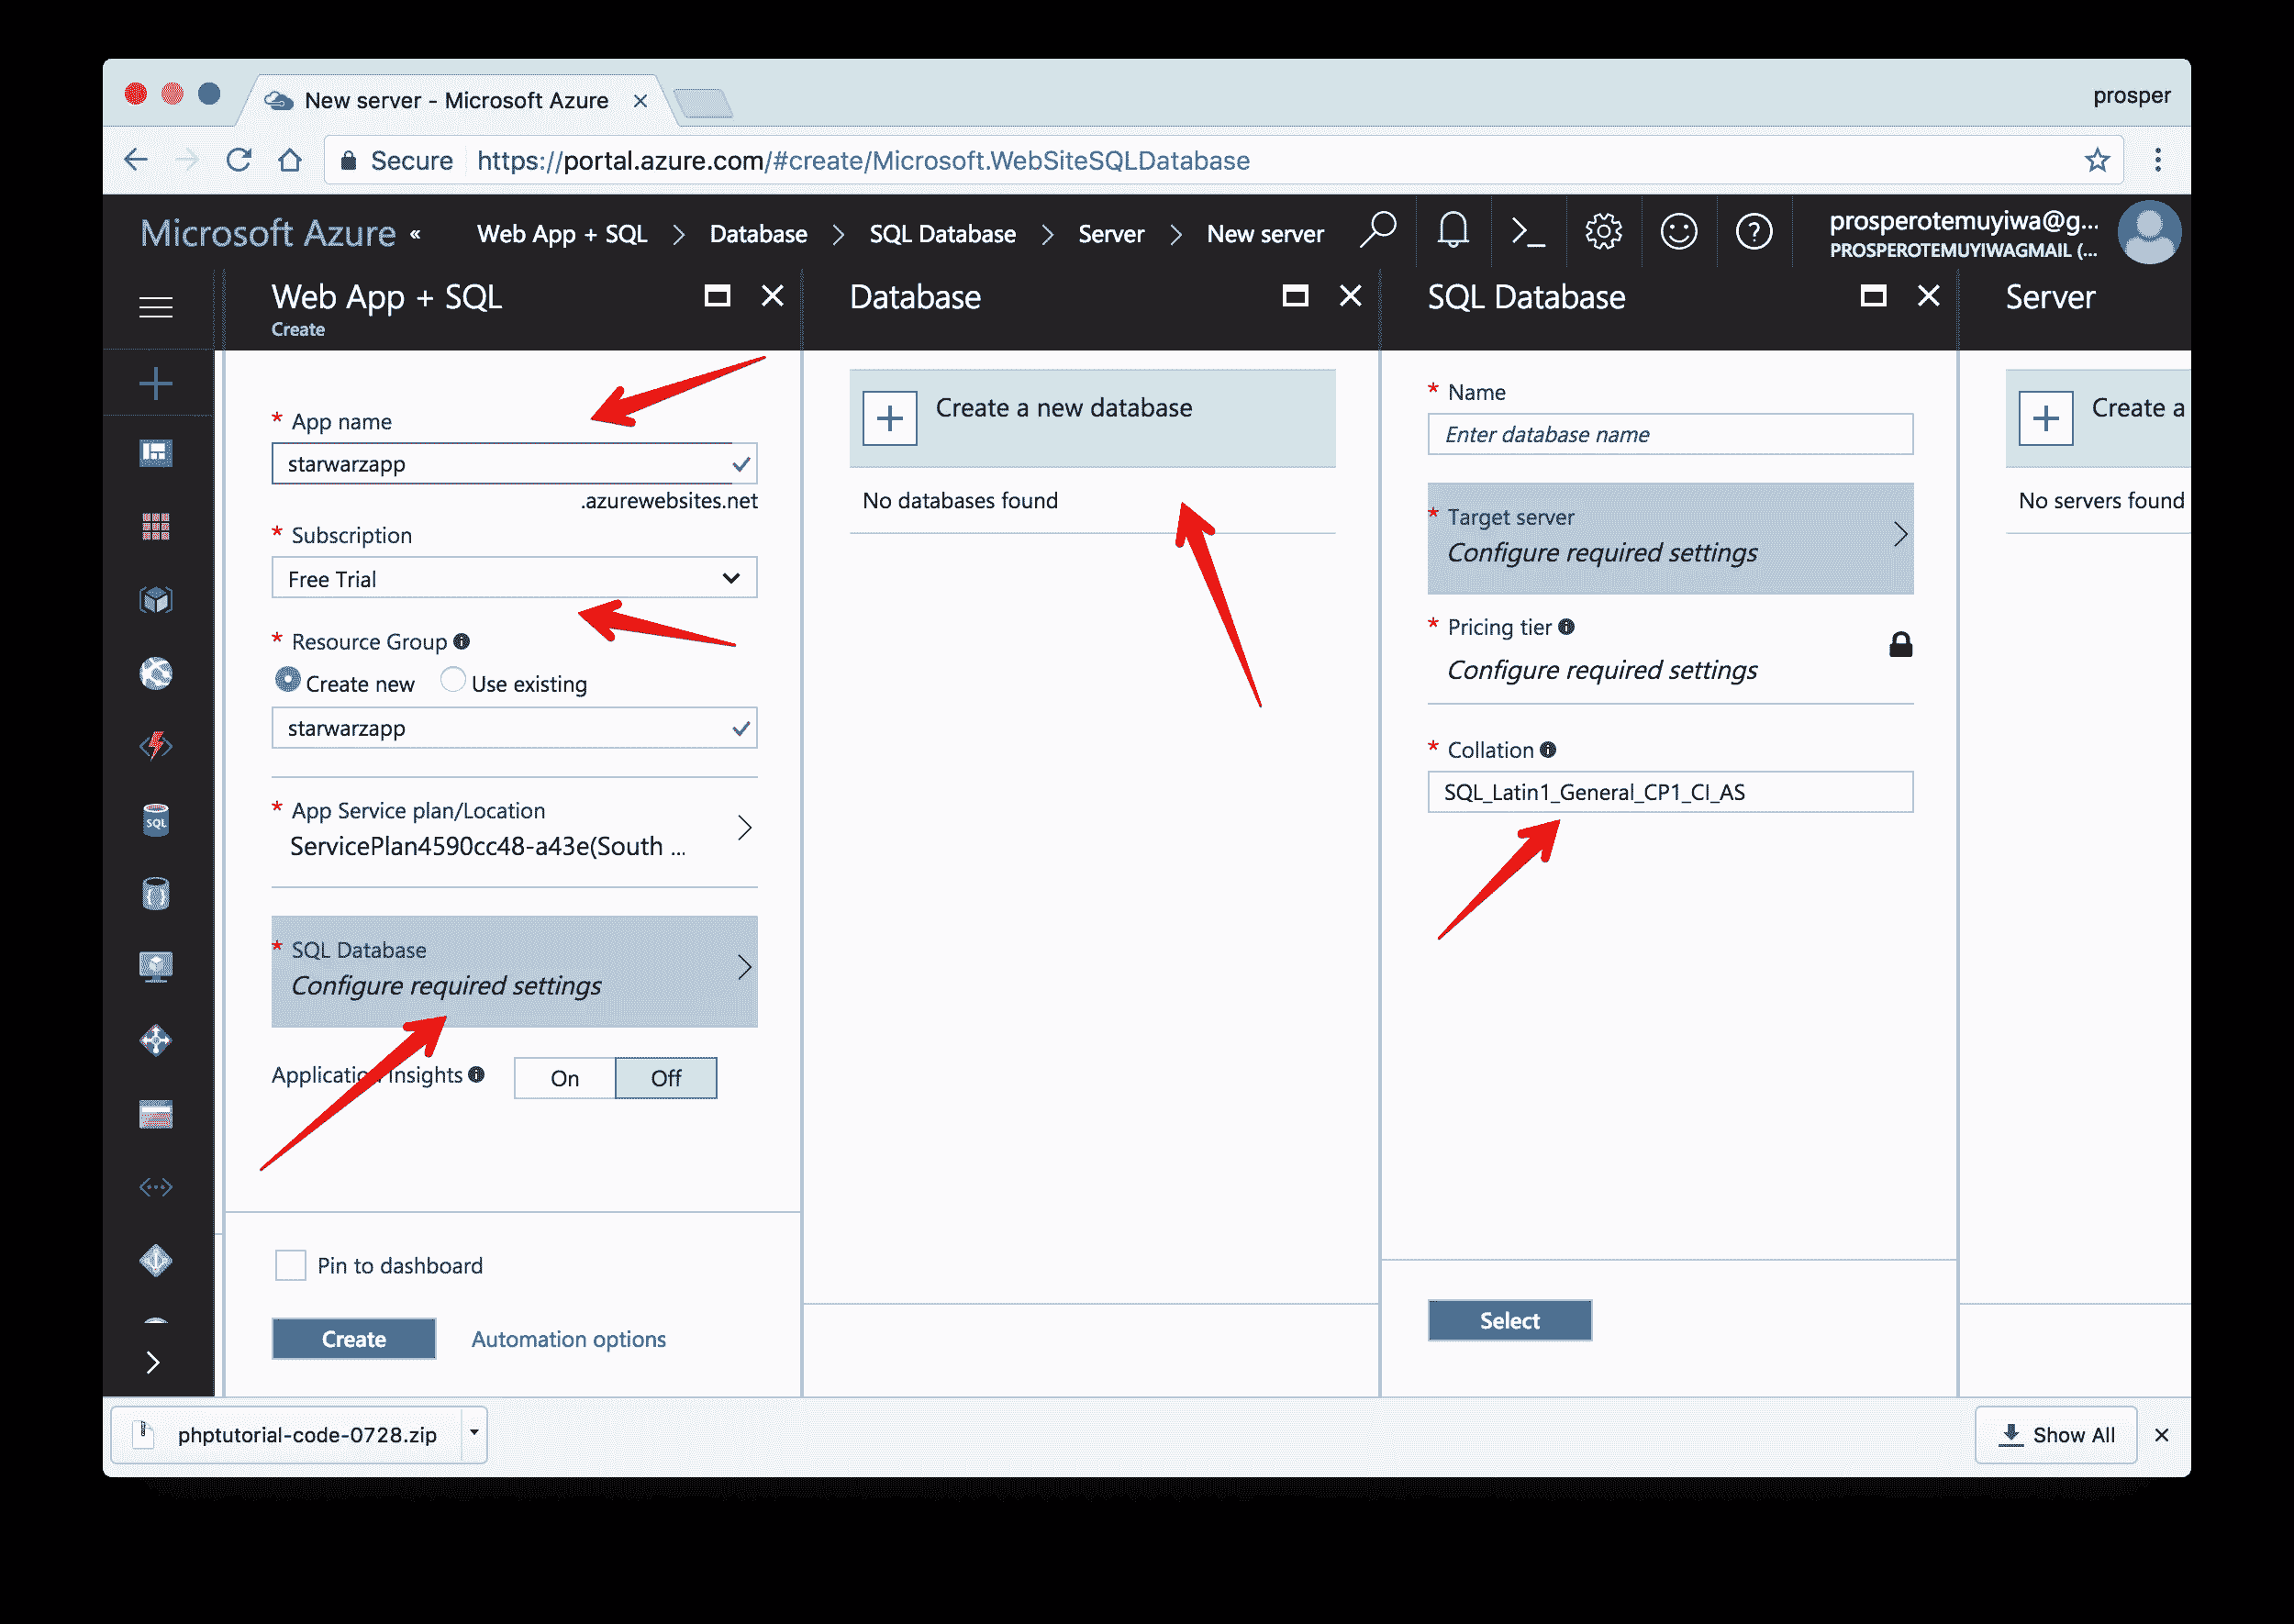 New server - Microsoft Azure
prosper
Secure https://portal.azure.com/#create/Microsoft.WebSiteSQLDatabase
Microsoft Azure «
Web App + SQL > Database > SQL Database > Server > New server
prosperotemuyiwa@g...
PROSPEROTEMUYIWAGMAIL (...
Web App + SQL
Create
* App name
starwarzapp
.azurewebsites.net
* Subscription
Free Trial
* Resource Group
Create new
Use existing
starwarzapp
* App Service plan/Location
ServicePlan4590cc48-a43e(South ...
* SQL Database
Configure required settings
Application Insights
On
Off
Pin to dashboard
Create
Automation options
Database
Create a new database
No databases found
SQL Database
* Name
Enter database name
* Target server
Configure required settings
* Pricing tier
Configure required settings
* Collation
SQL_Latin1_General_CP1_CI_AS
Select
Server
Create a
No servers found
SQL
phptutorial-code-0728.zip
Show All